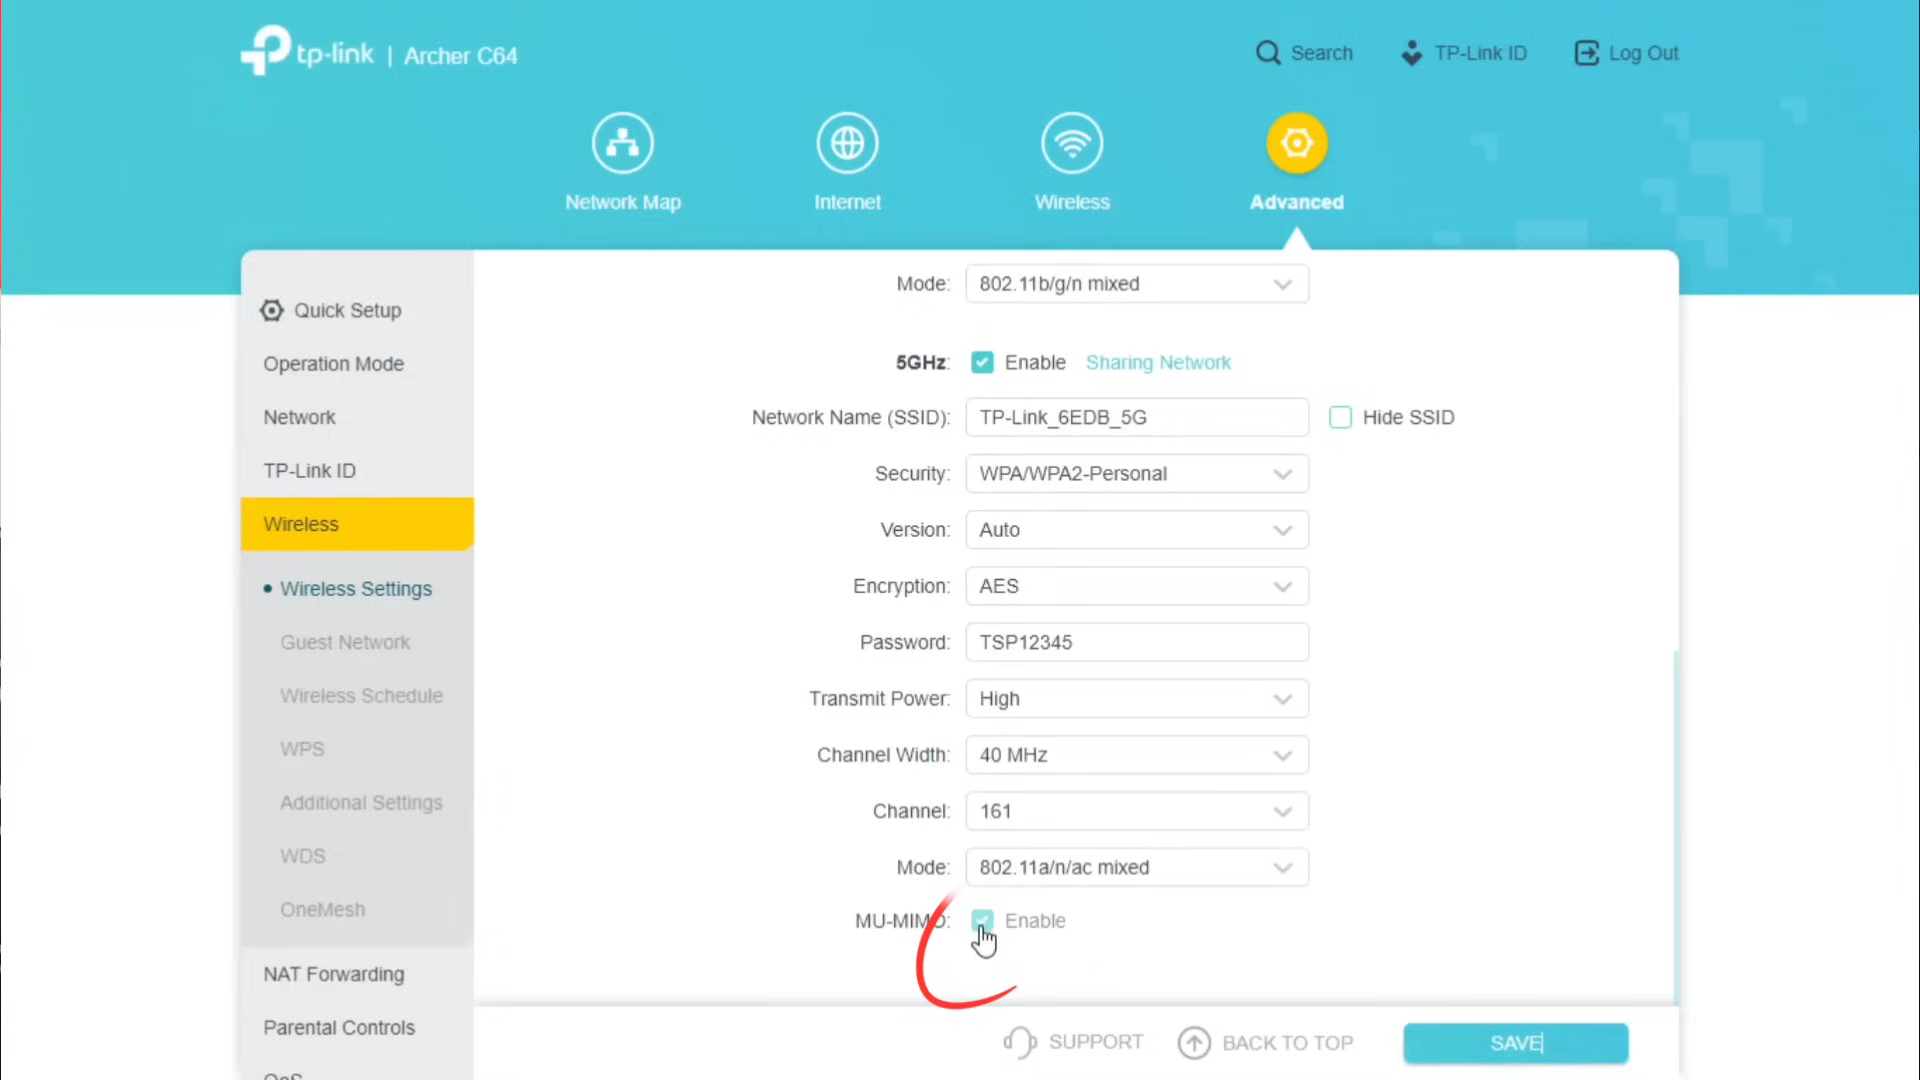 tp-link | Archer C64
Search
TP-Link ID
Log Out
Network Map
Internet
Wireless
Advanced
Quick Setup
Operation Mode
Network
TP-Link ID
Wireless
Wireless Settings
Guest Network
Wireless Schedule
WPS
Additional Settings
WDS
OneMesh
NAT Forwarding
Parental Controls
QoS
Mode: 802.11b/g/n mixed
5GHz: Enable Sharing Network
Network Name (SSID): TP-Link_6EDB_5G Hide SSID
Security: WPA/WPA2-Personal
Version: Auto
Encryption: AES
Password: TSP12345
Transmit Power: High
Channel Width: 40 MHz
Channel: 161
Mode: 802.11a/n/ac mixed
MU-MIMO: Enable
SUPPORT
BACK TO TOP
SAVE